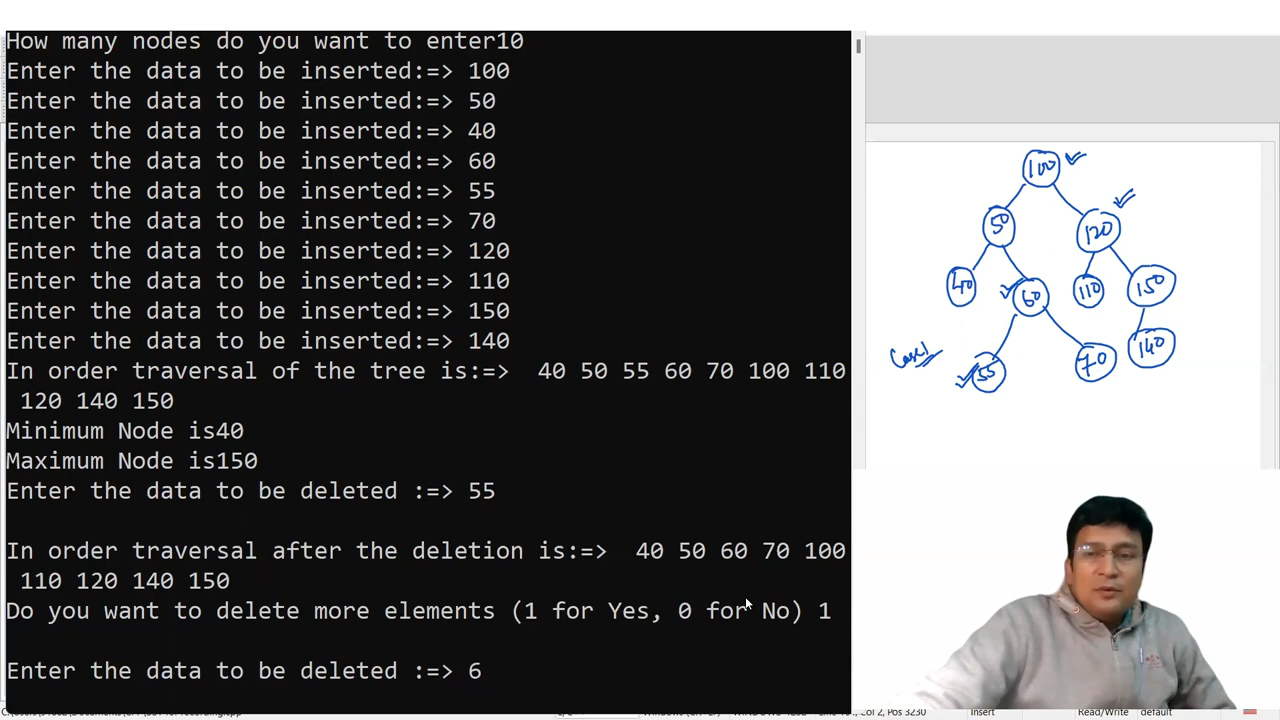 How many nodes do you want to enter10
Enter the data to be inserted:=> 100
Enter the data to be inserted:=> 50
Enter the data to be inserted:=> 40
Enter the data to be inserted:=> 60
Enter the data to be inserted:=> 55
Enter the data to be inserted:=> 70
Enter the data to be inserted:=> 120
Enter the data to be inserted:=> 110
Enter the data to be inserted:=> 150
Enter the data to be inserted:=> 140
In order traversal of the tree is:=>  40 50 55 60 70 100 110
120 140 150
Minimum Node is40
Maximum Node is150
Enter the data to be deleted :=> 55
In order traversal after the deletion is:=>  40 50 60 70 100
110 120 140 150
Do you want to delete more elements (1 for Yes, 0 for No) 1
Enter the data to be deleted :=> 6
100
50 120
40 60 110 150
Case1 55 70 140
Col 2, Pos 3230 Insert Read/Write default